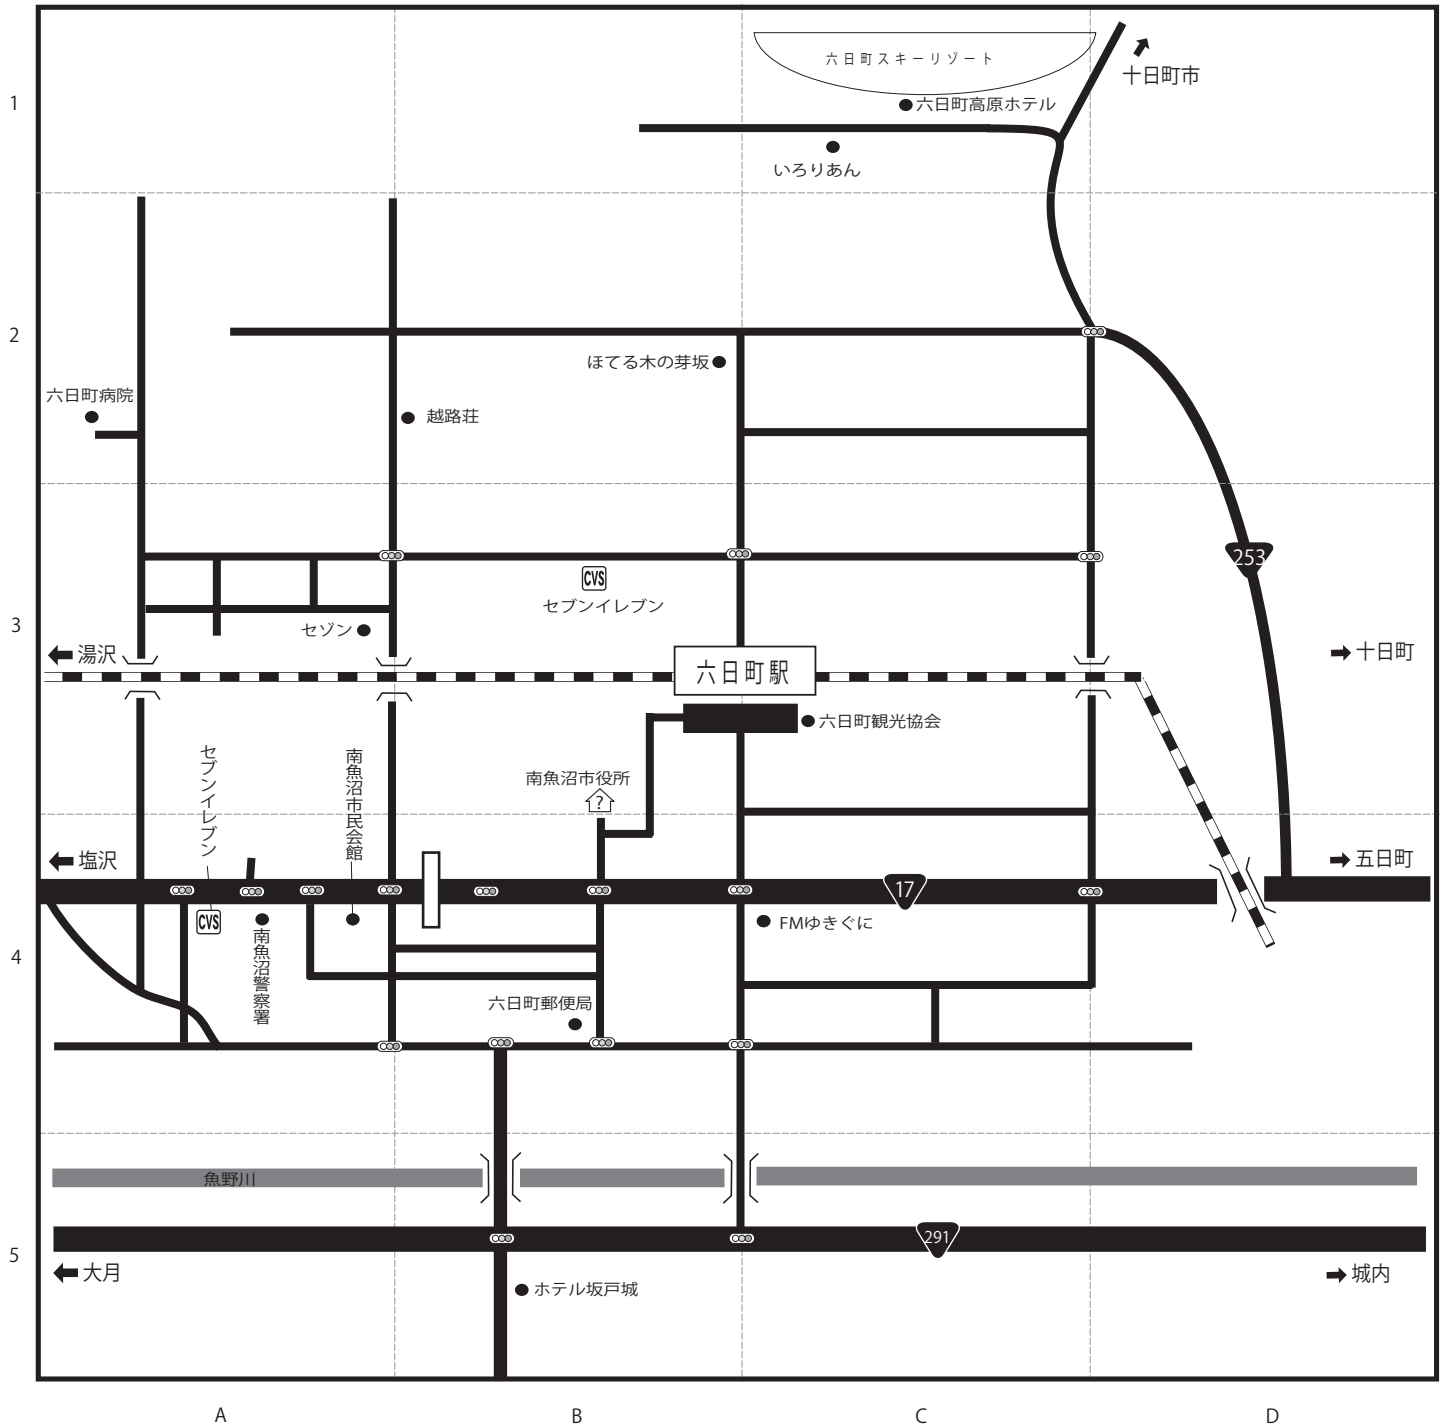 六日町スキーリゾート
十日町市
1
六日町高原ホテル
いろりあん
2
ほてる木の芽坂
六日町病院
越路荘
253
CVS
セブンイレブン
3
セゾン
湯沢
十日町
六日町駅
六日町観光協会
セブンイレブン
南魚沼市民会館
南魚沼市役所
?
塩沢
五日町
17
CVS
FMゆきぐに
南魚沼警察署
4
六日町郵便局
魚野川
291
5
大月
城内
ホテル坂戸城
A
B
C
D